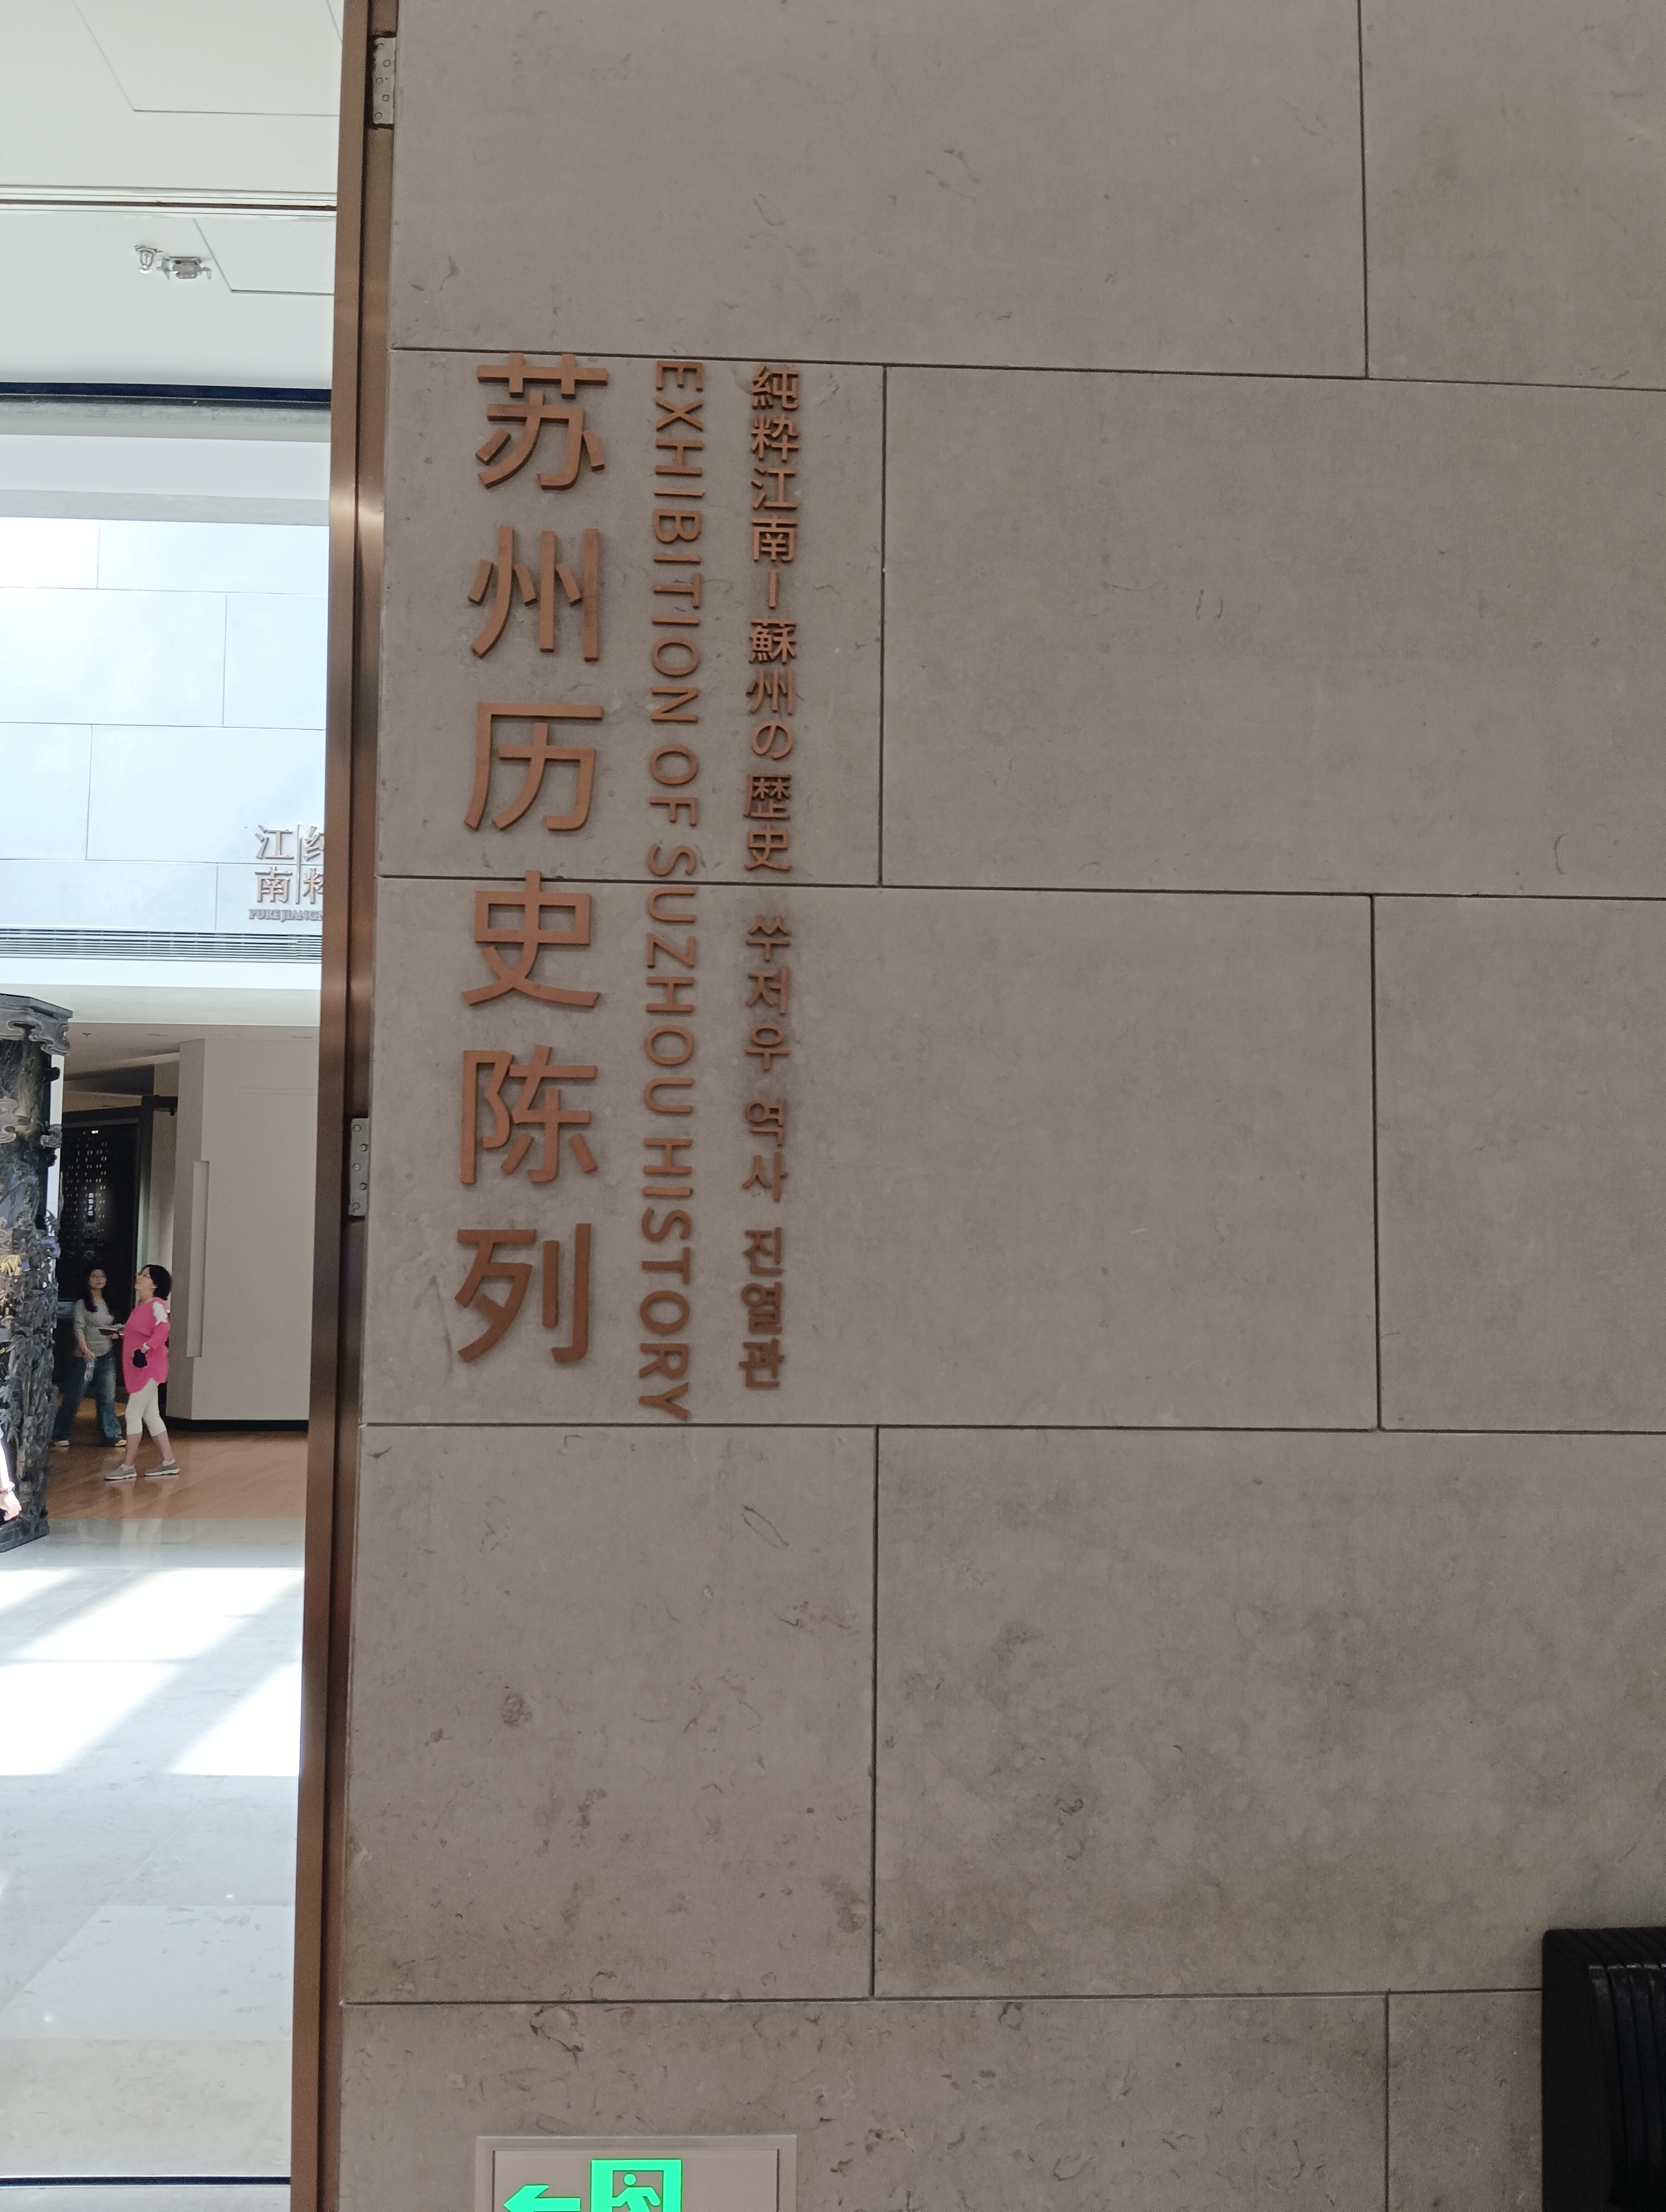 苏州历史陈列
EXHIBITION OF SUZHOU HISTORY
純粋江南ー蘇州の歴史 쑤저우 역사 진열관
江南